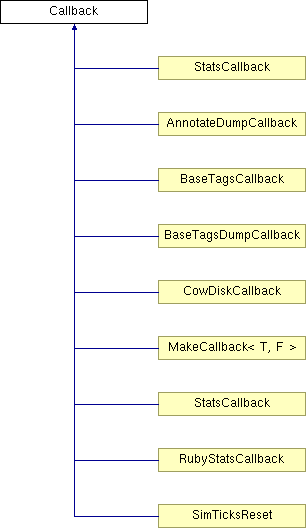 Callback
StatsCallback
AnnotateDumpCallback
BaseTagsCallback
BaseTagsDumpCallback
CowDiskCallback
MakeCallback< T, F >
StatsCallback
RubyStatsCallback
SimTicksReset